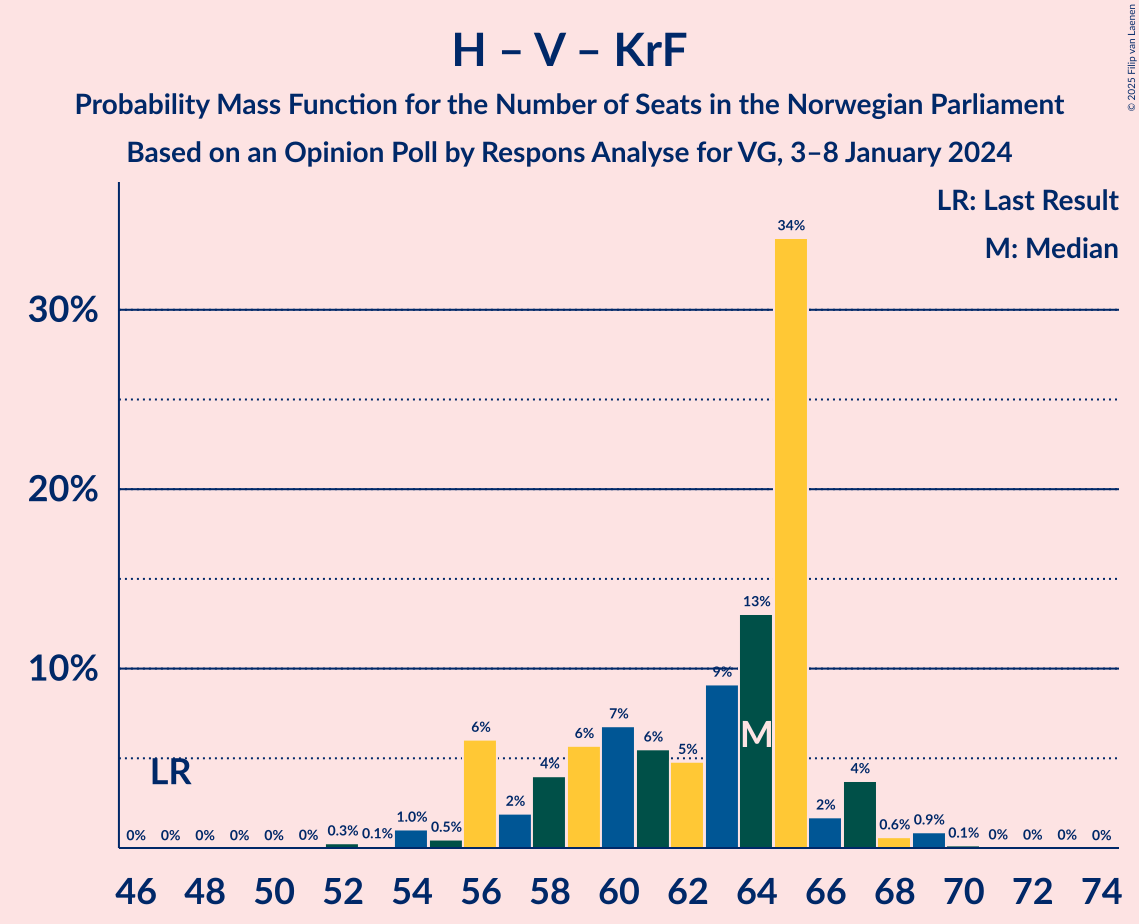 H – V – KrF
Probability Mass Function for the Number of Seats in the Norwegian Parliament
Based on an Opinion Poll by Respons Analyse for VG, 3–8 January 2024
© 2025 Filip van Laenen
LR: Last Result
M: Median
34%
30%
20%
13%
10%
9%
M
7%
6%
6%
6%
5%
4%
4%
LR
2%
2%
1.0%
0.5%
0.6%
0.9%
0% 0% 0% 0% 0% 0% 0.3% 0.1% 0.1% 0% 0% 0% 0%
46 48 50 52 54 56 58 60 62 64 66 68 70 72 74